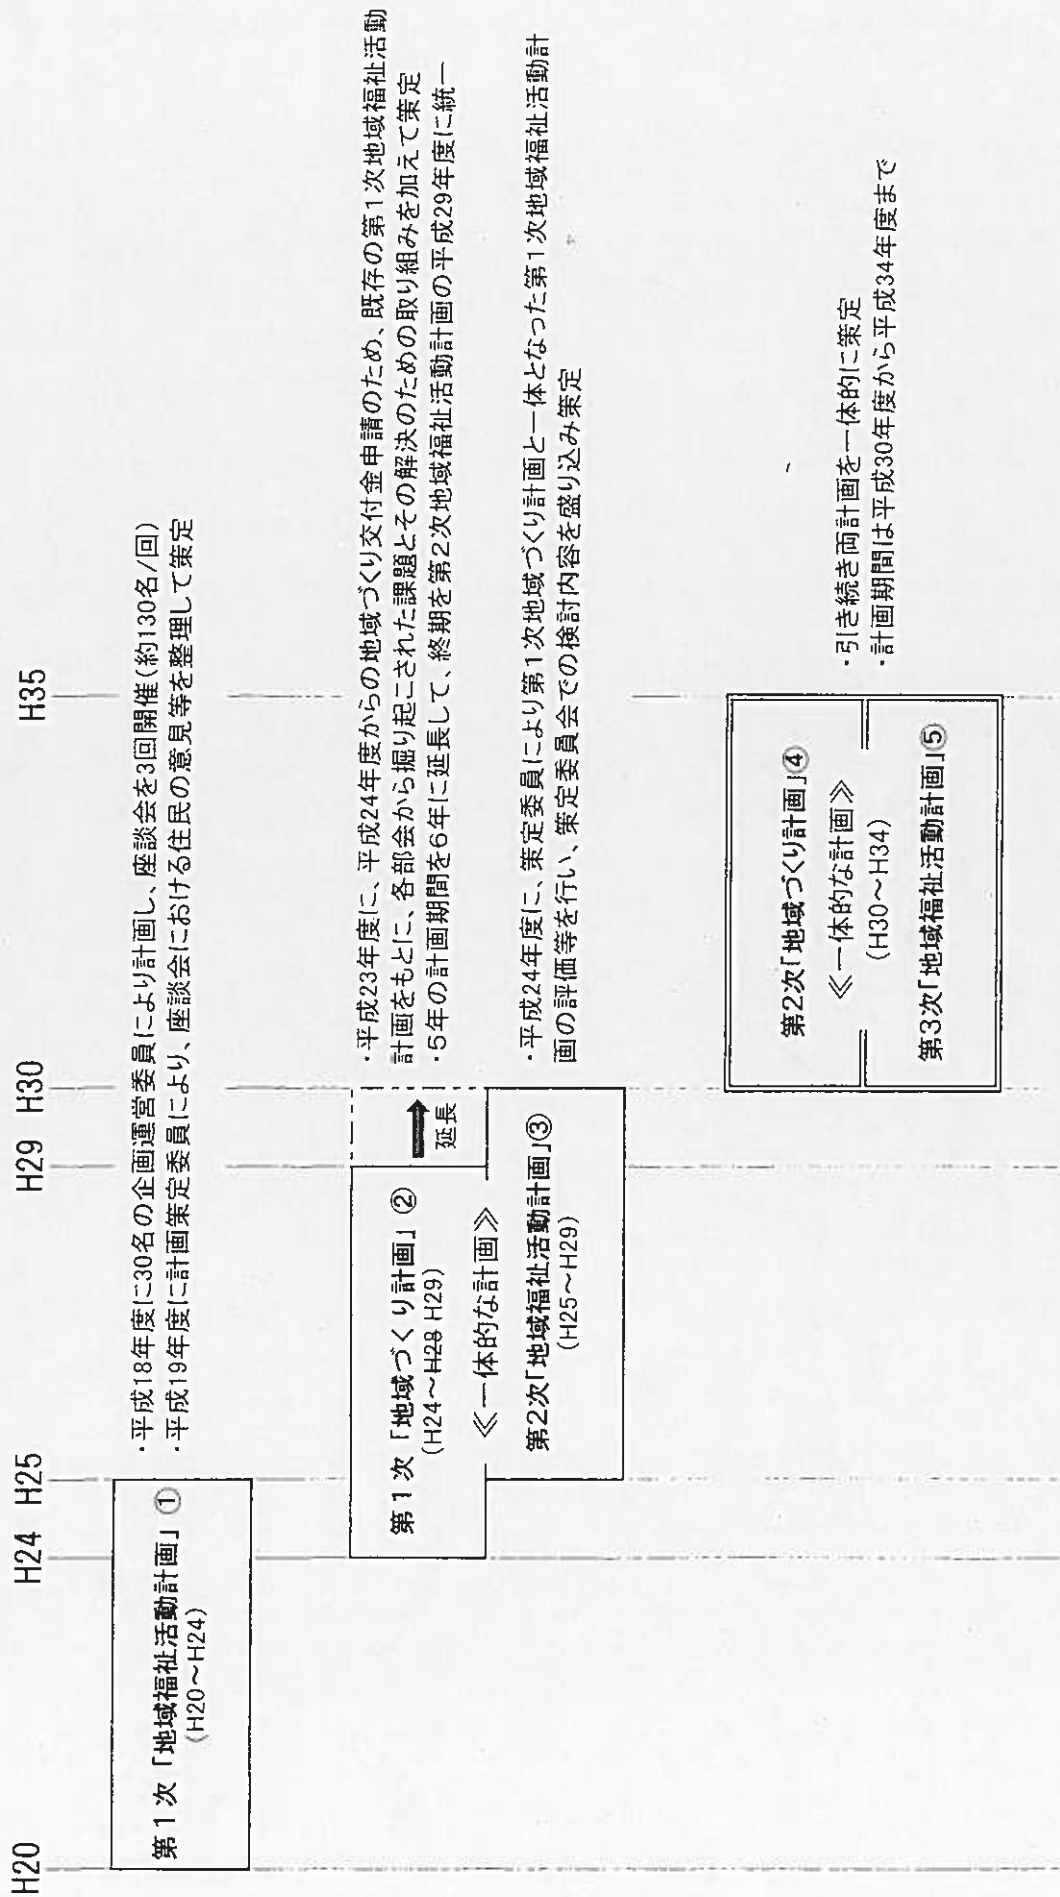 H20
H24
H25
H29
H30
H35
第1次「地域福祉活動計画」①
(H20～H24)
・平成18年度に30名の企画運営委員により計画し、座談会を3回開催(約130名/回)
・平成19年度に計画策定委員により、座談会における住民の意見等を整理して策定
第1次「地域づくり計画」②
(H24～H28 H29)
延長
≪一体的な計画≫
第2次「地域福祉活動計画」③
(H25～H29)
・平成23年度に、平成24年度からの地域づくり交付金申請のため、既存の第1次地域福祉活動
計画をもとに、各部会から掘り起こされた課題とその解決のための取り組みを加えて策定
・5年の計画期間を6年に延長して、終期を第2次地域福祉活動計画の平成29年度に統一
・平成24年度に、策定委員により第1次地域づくり計画と一体となった第1次地域福祉活動計
画の評価等を行い、策定委員会での検討内容を盛り込み策定
第2次「地域づくり計画」④
≪一体的な計画≫
(H30～H34)
第3次「地域福祉活動計画」⑤
・引き続き両計画を一体的に策定
・計画期間は平成30年度から平成34年度まで